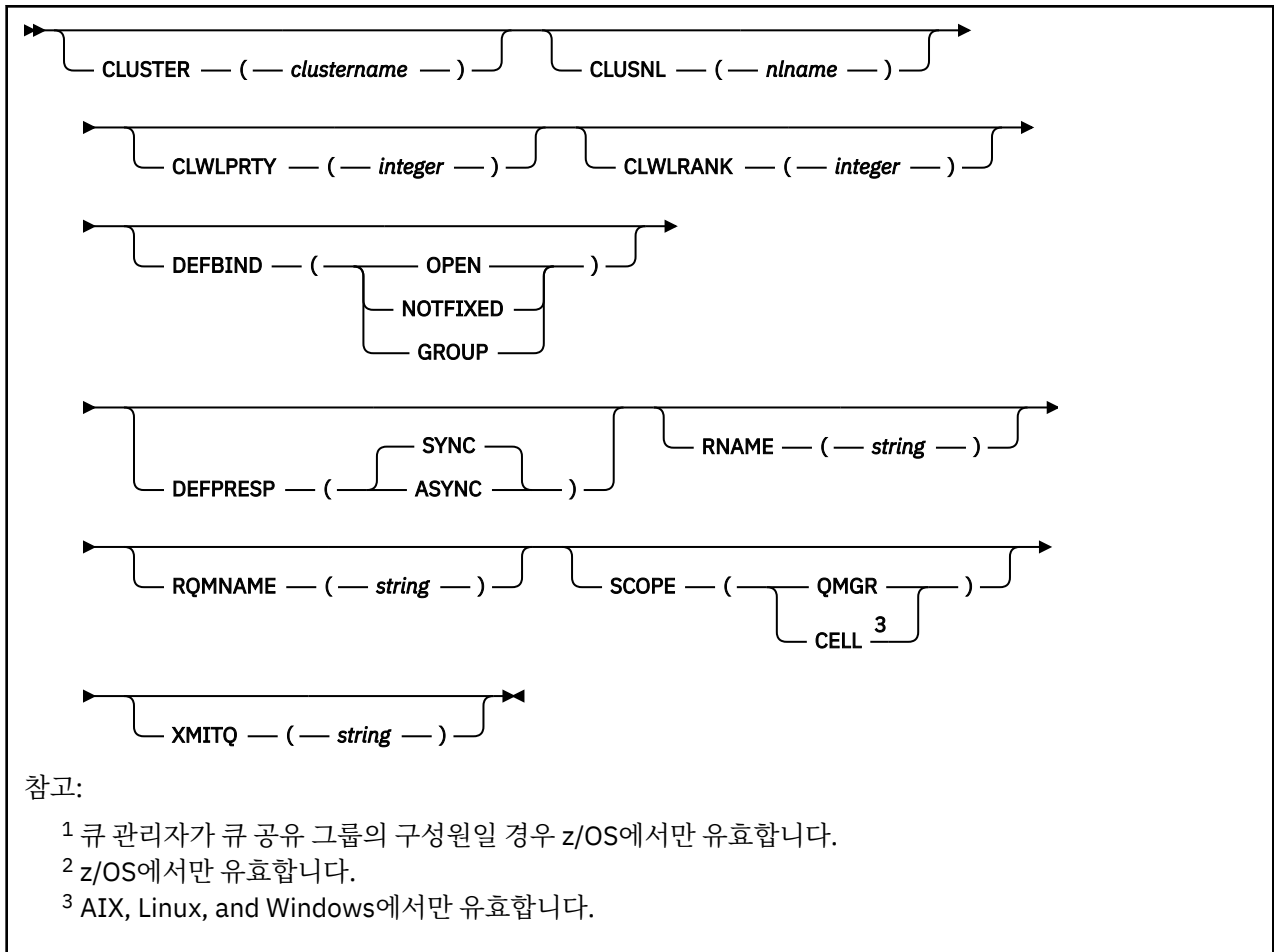 CLUSTER ( clustername ) CLUSNL ( nlname )
CLWLPRTY ( integer ) CLWLRANK ( integer )
DEFBIND ( OPEN )
NOTFIXED
GROUP
SYNC RNAME ( string )
DEFPRESP ( ASYNC )
RQMNAME ( string ) SCOPE ( QMGR )
CELL 3
XMITQ ( string )
참고:
1 큐 관리자가 큐 공유 그룹의 구성원일 경우 z/OS에서만 유효합니다.
2 z/OS에서만 유효합니다.
3 AIX, Linux, and Windows에서만 유효합니다.